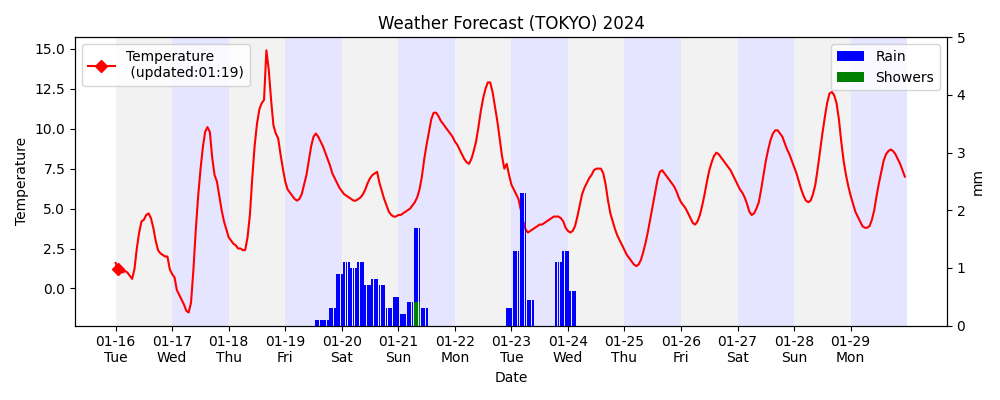 Weather Forecast (TOKYO) 2024
Temperature
(updated:01:19)
Rain
Showers
15.0
12.5
10.0
7.5
5.0
2.5
0.0
Temperature
5
4
3
2
1
0
mm
01-16 01-17 01-18 01-19 01-20 01-21 01-22 01-23 01-24 01-25 01-26 01-27 01-28 01-29
Tue Wed Thu Fri Sat Sun Mon Tue Wed Thu Fri Sat Sun Mon
Date